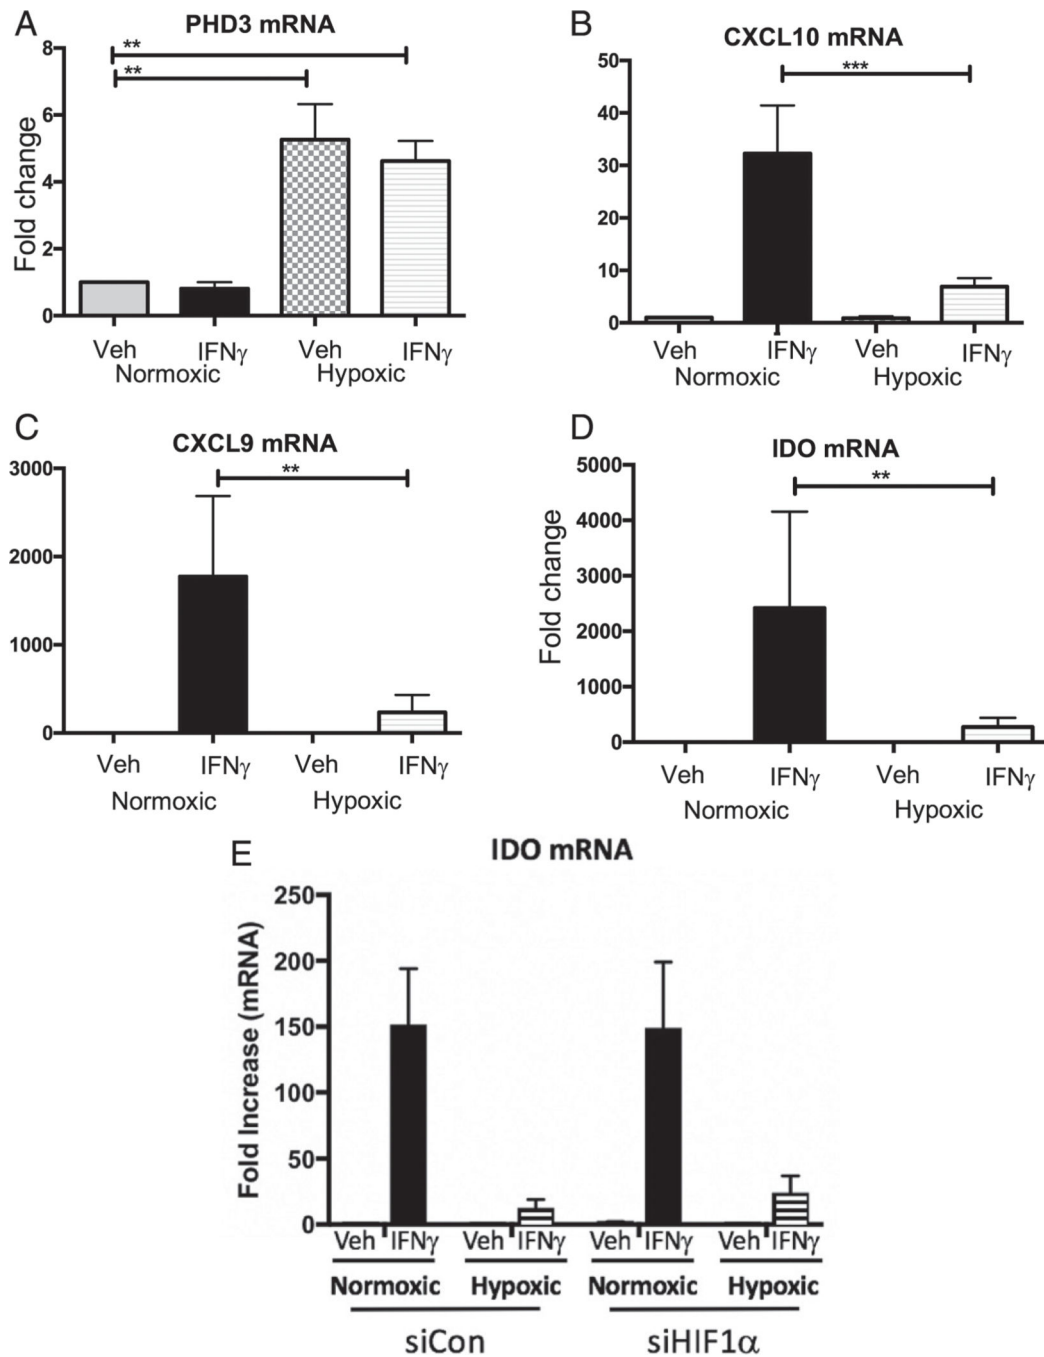 A
PHD3 mRNA
Fold change
8
6
4
2
0
**
**
Veh IFNγ Veh IFNγ
Normoxic Hypoxic
B
CXCL10 mRNA
50
40
30
20
10
0
***
Veh IFNγ Veh IFNγ
Normoxic Hypoxic
C
CXCL9 mRNA
3000
2000
1000
0
**
Veh IFNγ Veh IFNγ
Normoxic Hypoxic
D
IDO mRNA
Fold change
5000
4000
3000
2000
1000
0
**
Veh IFNγ Veh IFNγ
Normoxic Hypoxic
E
IDO mRNA
Fold Increase (mRNA)
250
200
150
100
50
0
Veh IFNγ Veh IFNγ Veh IFNγ Veh IFNγ
Normoxic Hypoxic Normoxic Hypoxic
siCon siHIF1α